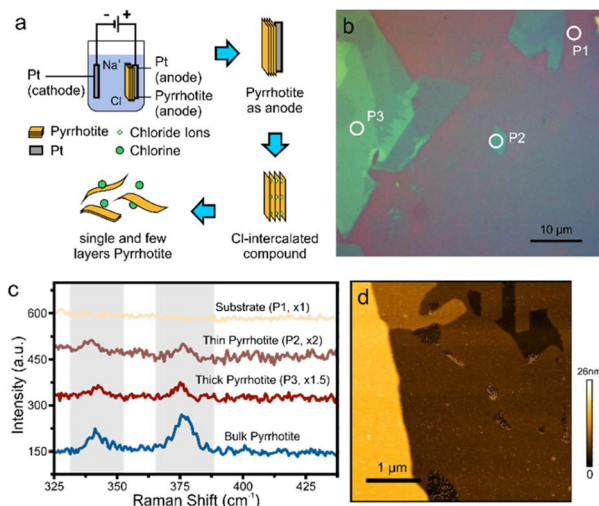 a
- +
Na⁺
Pt
(cathode)
Pt
(anode)
Cl
Pyrrhotite
(anode)
Pyrrhotite
as anode
Pyrrhotite
Chloride Ions
Pt
Chlorine
single and few
layers Pyrrhotite
Cl-intercalated
compound
b
P1
P3
P2
10 μm
c
Intensity (a.u.)
600
450
300
150
Substrate (P1, x1)
Thin Pyrrhotite (P2, x2)
Thick Pyrrhotite (P3, x1.5)
Bulk Pyrrhotite
325 350 375 400 425
Raman Shift (cm⁻¹)
d
26nm
0
1 μm